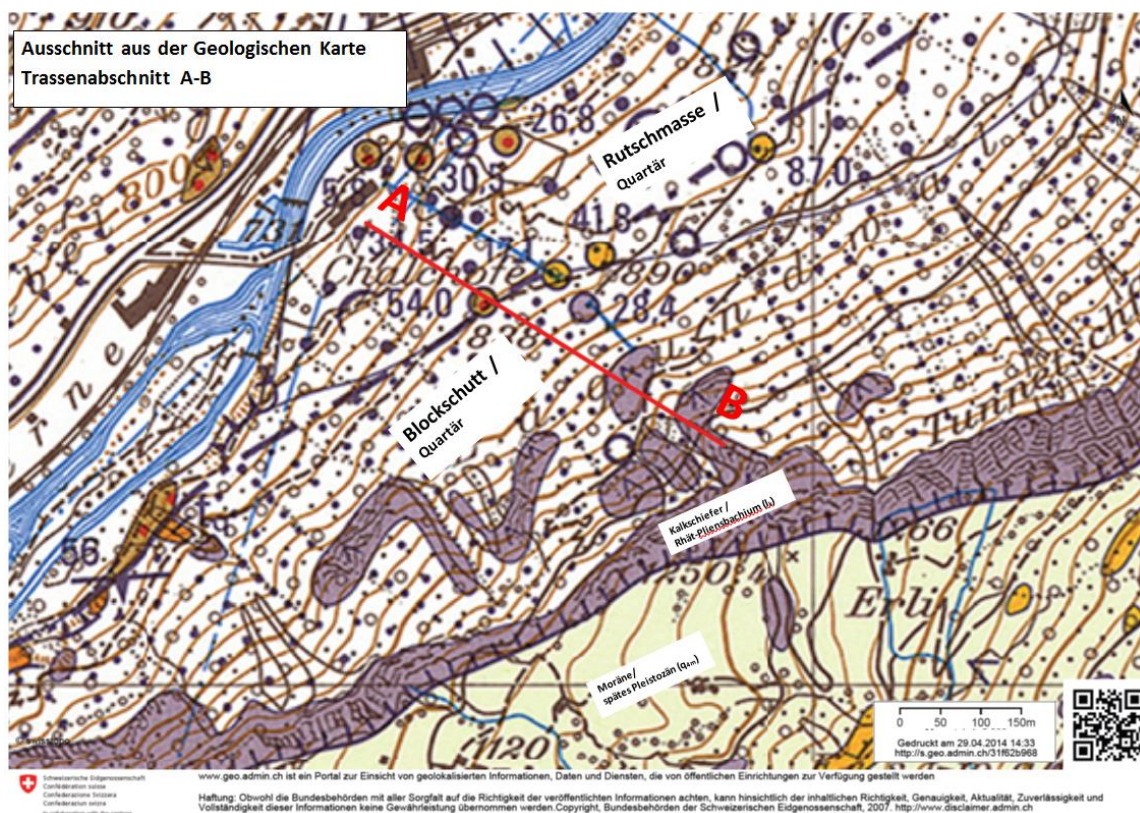 Ausschnitt aus der Geologischen Karte
Trassenabschnitt A-B
26.8
Rutschmasse /
Quartär
800
30.5
87.0
A
41.8
31.5
Chalchofe
890
54.0
28.4
838
Blockschutt /
Quartär
B
Kalkschiefer /
Rhät-Pliensbachium
56
Erli
Moräne/
spätes Pleistozän (q₄m)
1120
0 50 100 150m
Gedruckt am 29.04.2014 14:33
http://s.geo.admin.ch/31f62b968
Schweizerische Eidgenossenschaft
Confédération suisse
Confederazione Svizzera
Confederaziun svizra
www.geo.admin.ch ist ein Portal zur Einsicht von geolokalisierten Informationen, Daten und Diensten, die von öffentlichen Einrichtungen zur Verfügung gestellt werden
Haftung: Obwohl die Bundesbehörden mit aller Sorgfalt auf die Richtigkeit der veröffentlichten Informationen achten, kann hinsichtlich der inhaltlichen Richtigkeit, Genauigkeit, Aktualität, Zuverlässigkeit und
Vollständigkeit dieser Informationen keine Gewährleistung übernommen werden.Copyright, Bundesbehörden der Schweizerischen Eidgenossenschaft, 2007. http://www.disclaimer.admin.ch